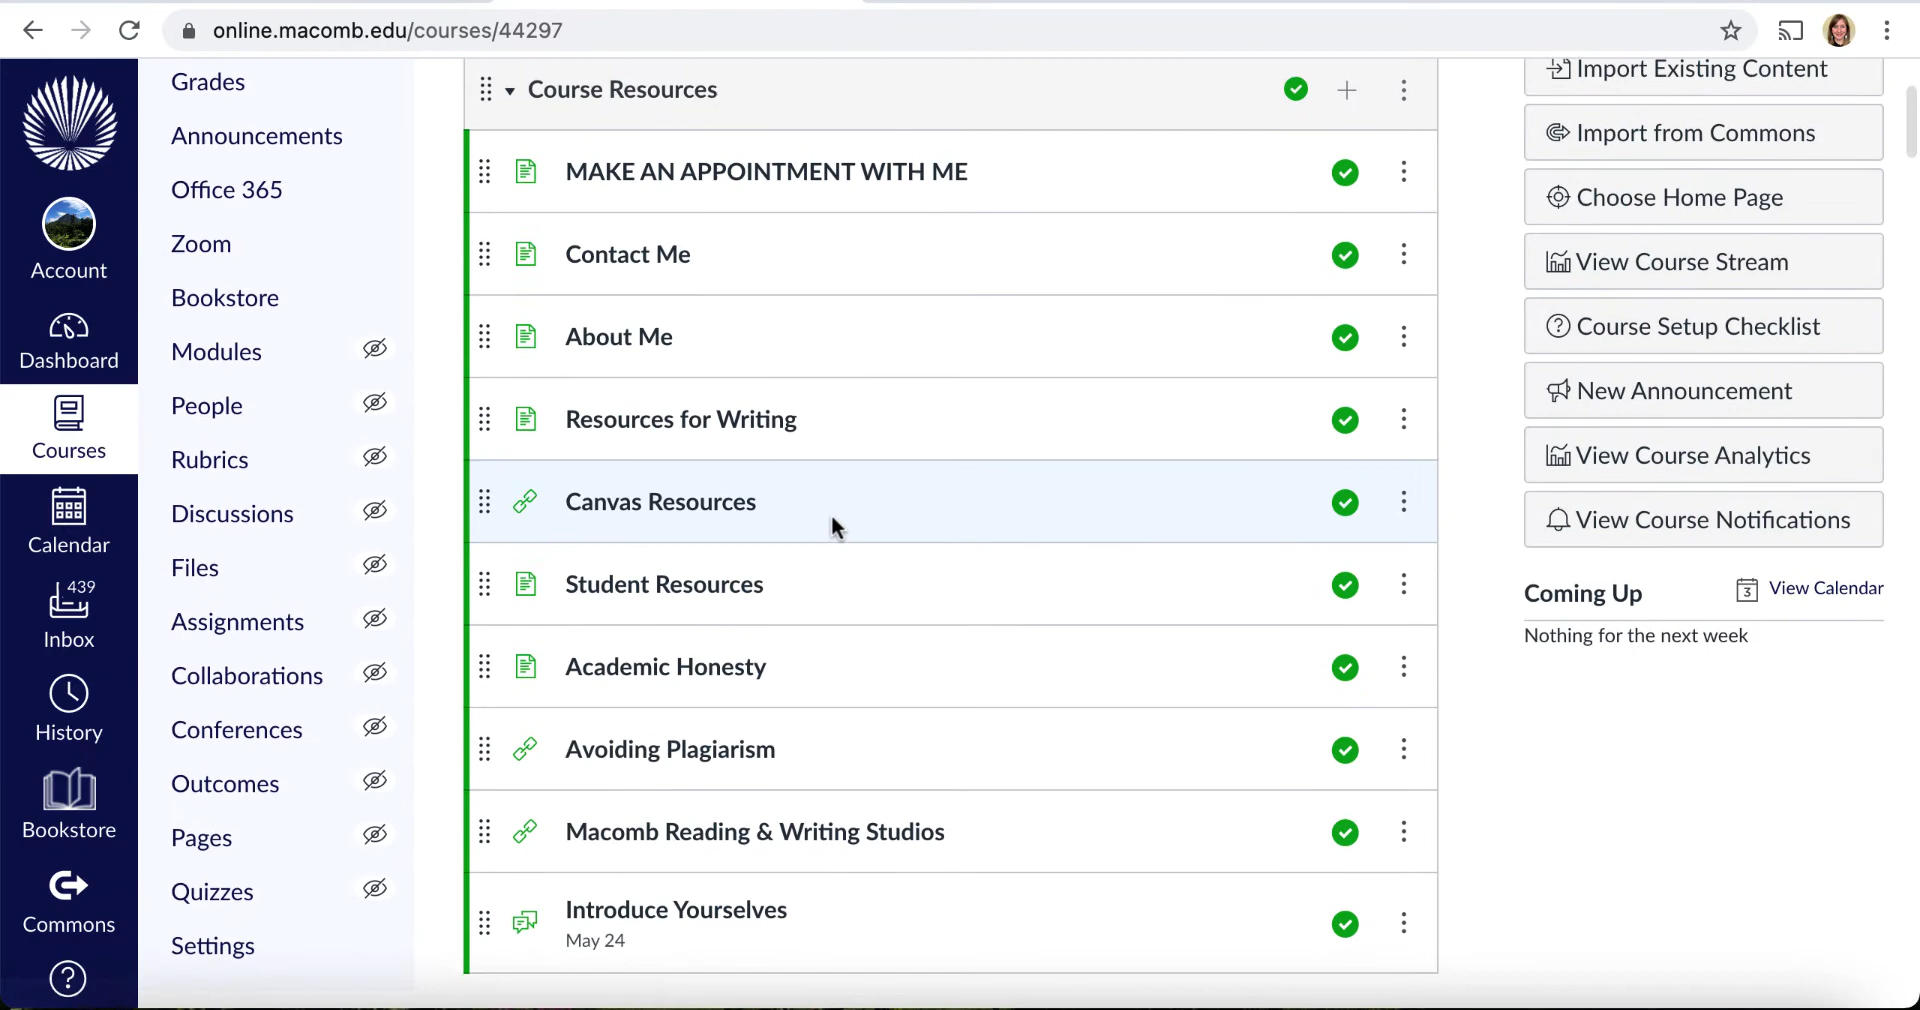 online.macomb.edu/courses/44297
Account
Dashboard
Courses
Calendar
439
Inbox
History
Bookstore
Commons
?
Grades
Announcements
Office 365
Zoom
Bookstore
Modules
People
Rubrics
Discussions
Files
Assignments
Collaborations
Conferences
Outcomes
Pages
Quizzes
Settings
Course Resources
MAKE AN APPOINTMENT WITH ME
Contact Me
About Me
Resources for Writing
Canvas Resources
Student Resources
Academic Honesty
Avoiding Plagiarism
Macomb Reading & Writing Studios
Introduce Yourselves
May 24
Import Existing Content
Import from Commons
Choose Home Page
View Course Stream
Course Setup Checklist
New Announcement
View Course Analytics
View Course Notifications
Coming Up
3 View Calendar
Nothing for the next week